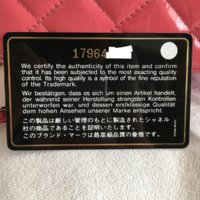 17964
We certify the authenticity of this item and confirm
that it has been subjected to the most exacting quality
control. Its high quality is a symbol of the fine reputation
of the Trademark.
Wir bestätigen, dass es sich um einen Artikel handelt,
der während seiner Herstellung strengsten Kontrollen
unterworfen war, und dessen erstklassige Qualität
dem hohen Ansehen unserer Marke entspricht.
この製品は厳しい管理のもとに製造されたシャネル
社の商品であることを証明いたします。
このブランド・マークは最高級品質の象徴です。